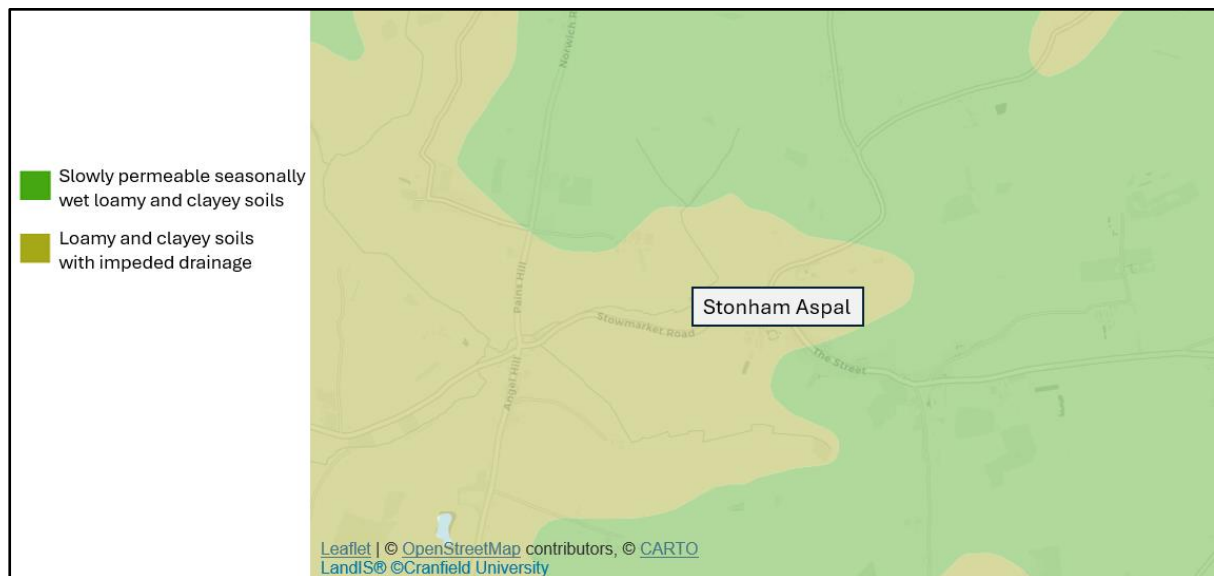 Slowly permeable seasonally
wet loamy and clayey soils
Loamy and clayey soils
with impeded drainage
Norwich R
Pains Hill
Stonham Aspal
Stowmarket Road
The Street
Angel Hill
Leaflet | © OpenStreetMap contributors, © CARTO
LandIS® ©Cranfield University